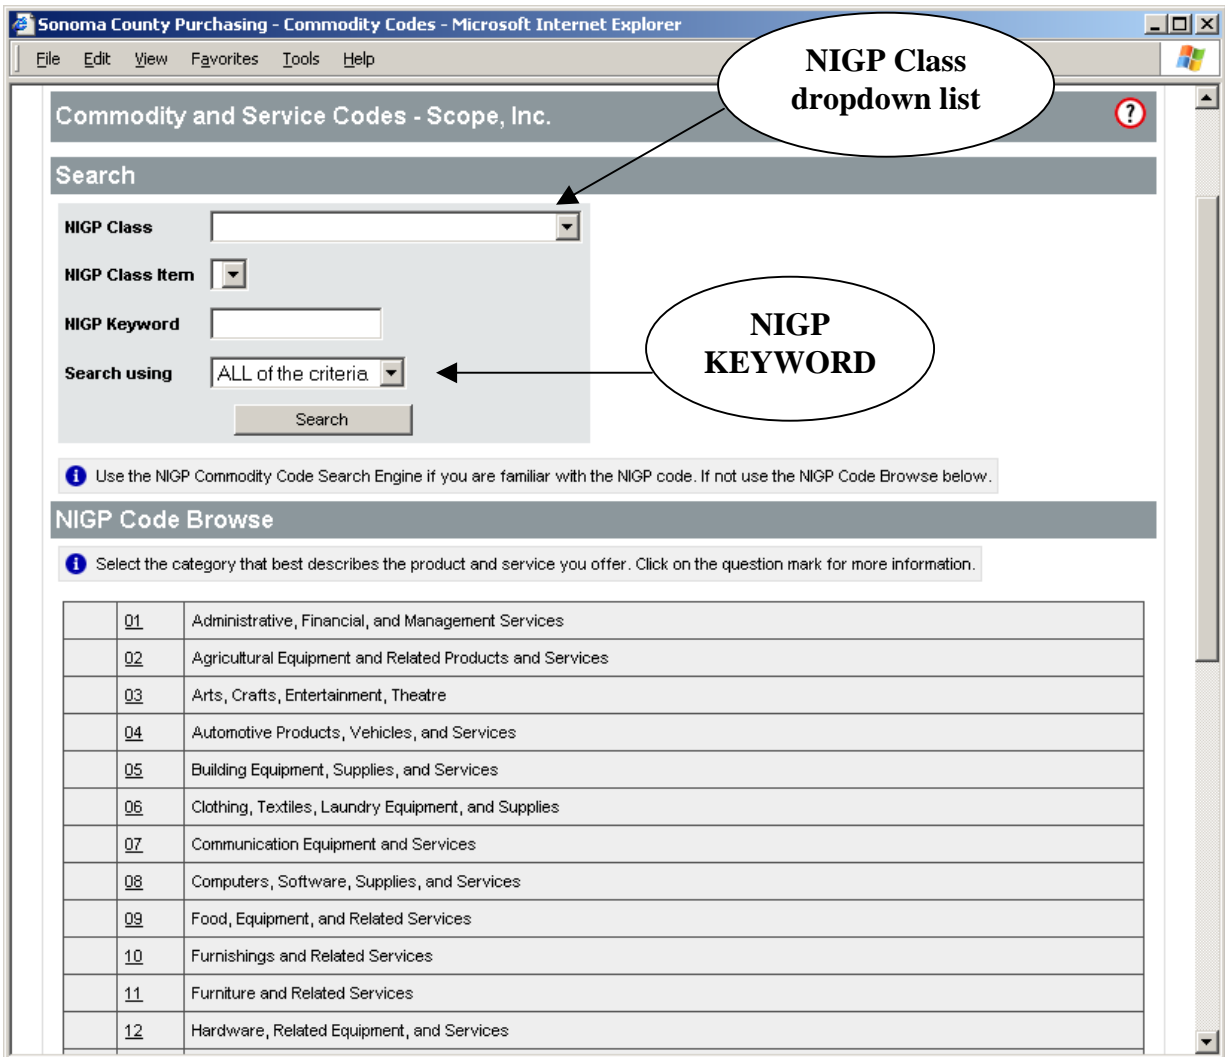 Sonoma County Purchasing - Commodity Codes - Microsoft Internet Explorer
File Edit View Favorites Tools Help
NIGP Class
dropdown list
Commodity and Service Codes - Scope, Inc.
?
Search
NIGP Class
NIGP Class Item
NIGP Keyword
NIGP
KEYWORD
Search using ALL of the criteria
Search
i Use the NIGP Commodity Code Search Engine if you are familiar with the NIGP code. If not use the NIGP Code Browse below.
NIGP Code Browse
i Select the category that best describes the product and service you offer. Click on the question mark for more information.
01 Administrative, Financial, and Management Services
02 Agricultural Equipment and Related Products and Services
03 Arts, Crafts, Entertainment, Theatre
04 Automotive Products, Vehicles, and Services
05 Building Equipment, Supplies, and Services
06 Clothing, Textiles, Laundry Equipment, and Supplies
07 Communication Equipment and Services
08 Computers, Software, Supplies, and Services
09 Food, Equipment, and Related Services
10 Furnishings and Related Services
11 Furniture and Related Services
12 Hardware, Related Equipment, and Services